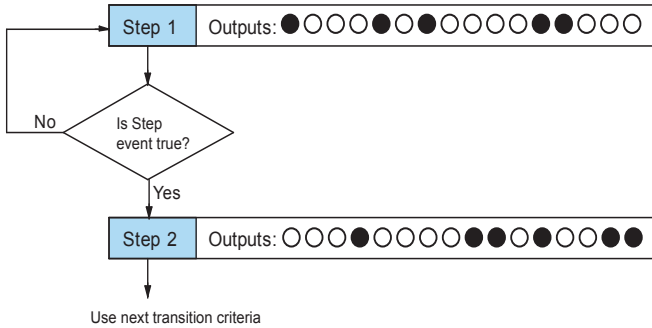 Step 1 Outputs:
No
Is Step
event true?
Yes
Step 2 Outputs:
Use next transition criteria